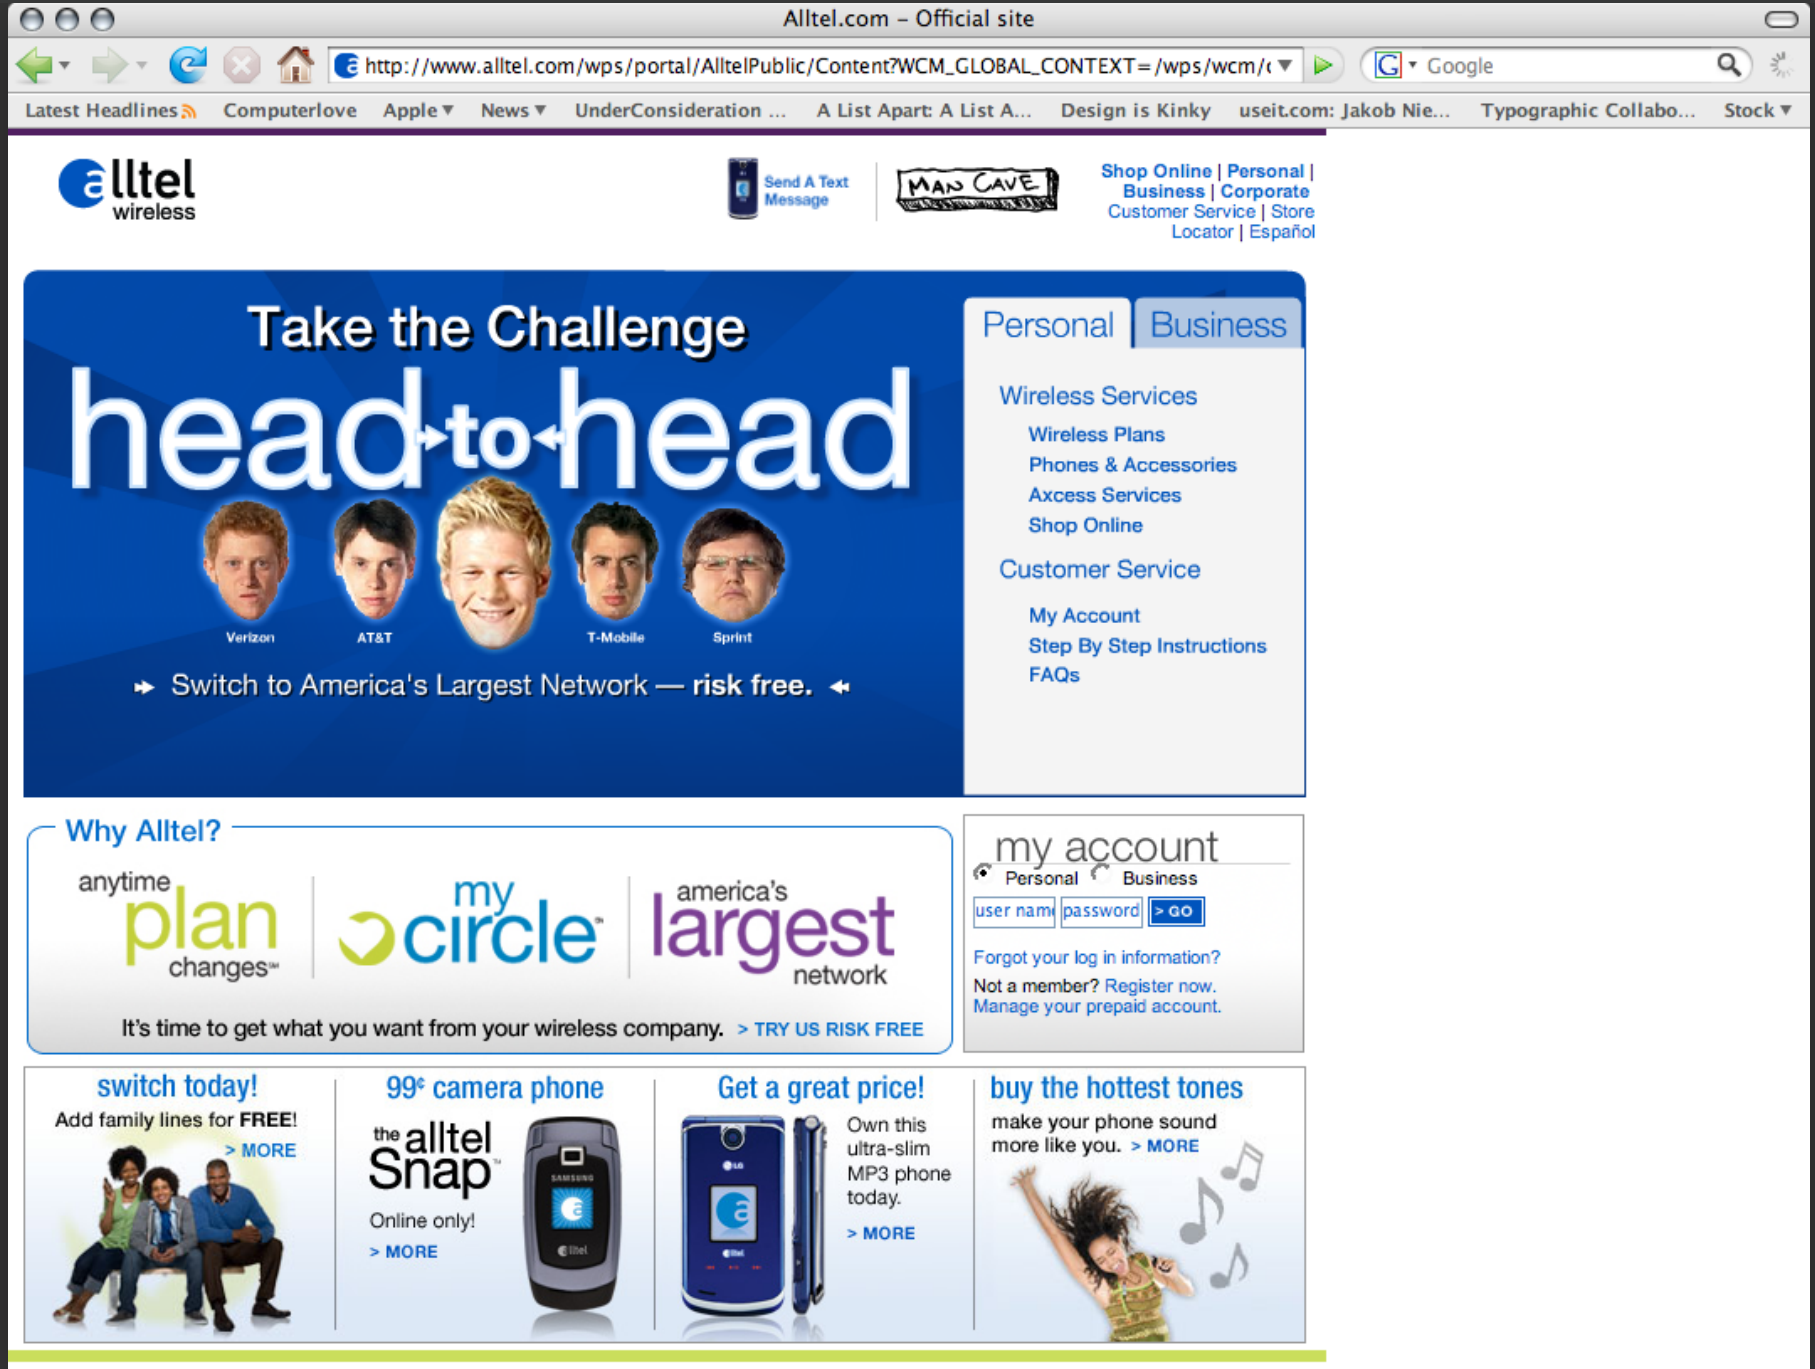 Alltel.com – Official site
http://www.alltel.com/wps/portal/AlltelPublic/Content?WCM_GLOBAL_CONTEXT=/wps/wcm/c
Google
Latest Headlines
Computerlove
Apple
News
UnderConsideration ...
A List Apart: A List A...
Design is Kinky
useit.com: Jakob Nie...
Typographic Collabo...
Stock
alltel
wireless
Send A Text
Message
MAN CAVE
Shop Online | Personal |
Business | Corporate
Customer Service | Store
Locator | Español
Take the Challenge
head to head
Verizon
AT&T
T-Mobile
Sprint
Switch to America's Largest Network — risk free.
Personal
Business
Wireless Services
Wireless Plans
Phones & Accessories
Axcess Services
Shop Online
Customer Service
My Account
Step By Step Instructions
FAQs
Why Alltel?
anytime
plan
changes℠
my
circle™
america's
largest
network
It's time to get what you want from your wireless company. > TRY US RISK FREE
my account
Personal
Business
user name
password
> GO
Forgot your log in information?
Not a member? Register now.
Manage your prepaid account.
switch today!
Add family lines for FREE!
> MORE
99¢ camera phone
the alltel
Snap™
Online only!
> MORE
SAMSUNG
alltel
Get a great price!
LG
alltel
Own this
ultra-slim
MP3 phone
today.
> MORE
buy the hottest tones
make your phone sound
more like you. > MORE